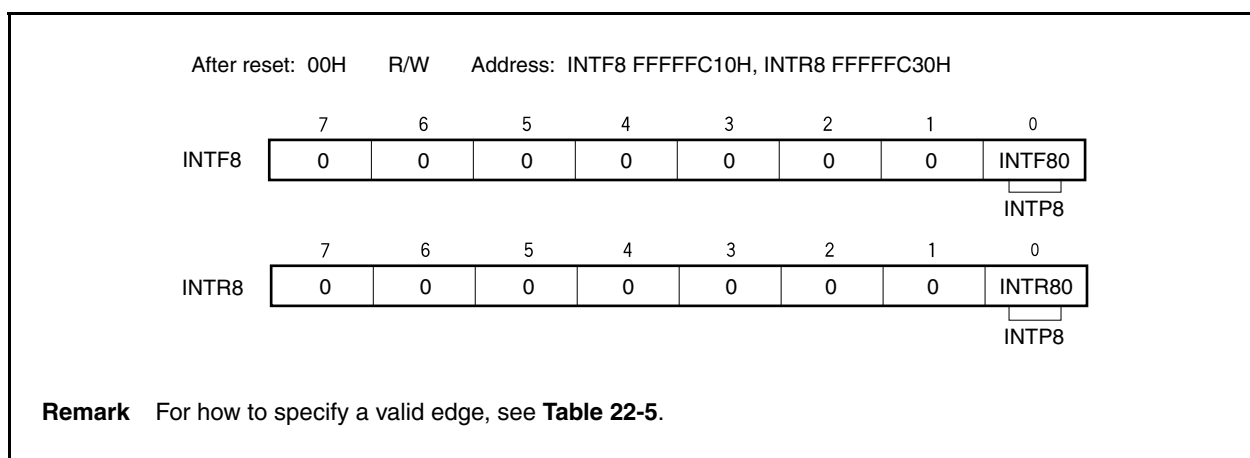 After reset: 00H R/W Address: INTF8 FFFFFC10H, INTR8 FFFFFC30H
7 6 5 4 3 2 1 0
INTF8 0 0 0 0 0 0 0 INTF80
INTP8
7 6 5 4 3 2 1 0
INTR8 0 0 0 0 0 0 0 INTR80
INTP8
Remark For how to specify a valid edge, see Table 22-5.